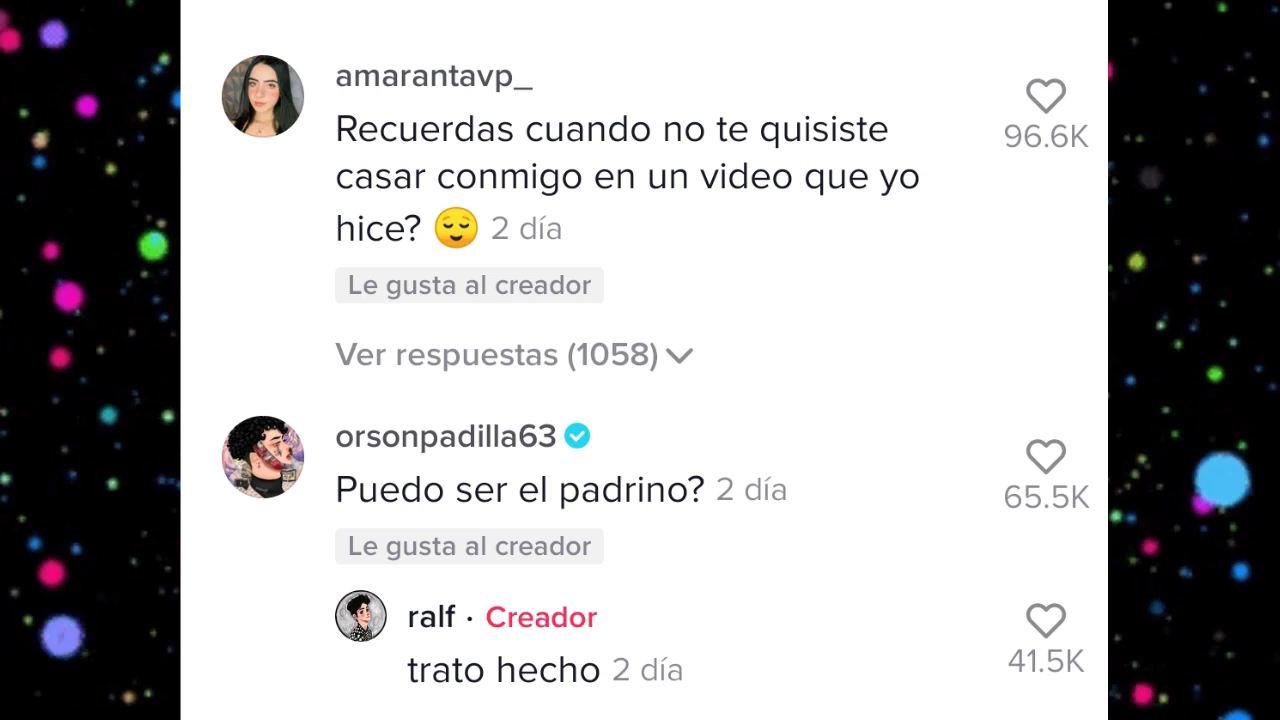 amarantavp_
Recuerdas cuando no te quisiste
casar conmigo en un video que yo
hice? 😌 2 día
96.6K
Le gusta al creador
Ver respuestas (1058)
orsonpadilla63
Puedo ser el padrino? 2 día
65.5K
Le gusta al creador
ralf · Creador
trato hecho 2 día
41.5K